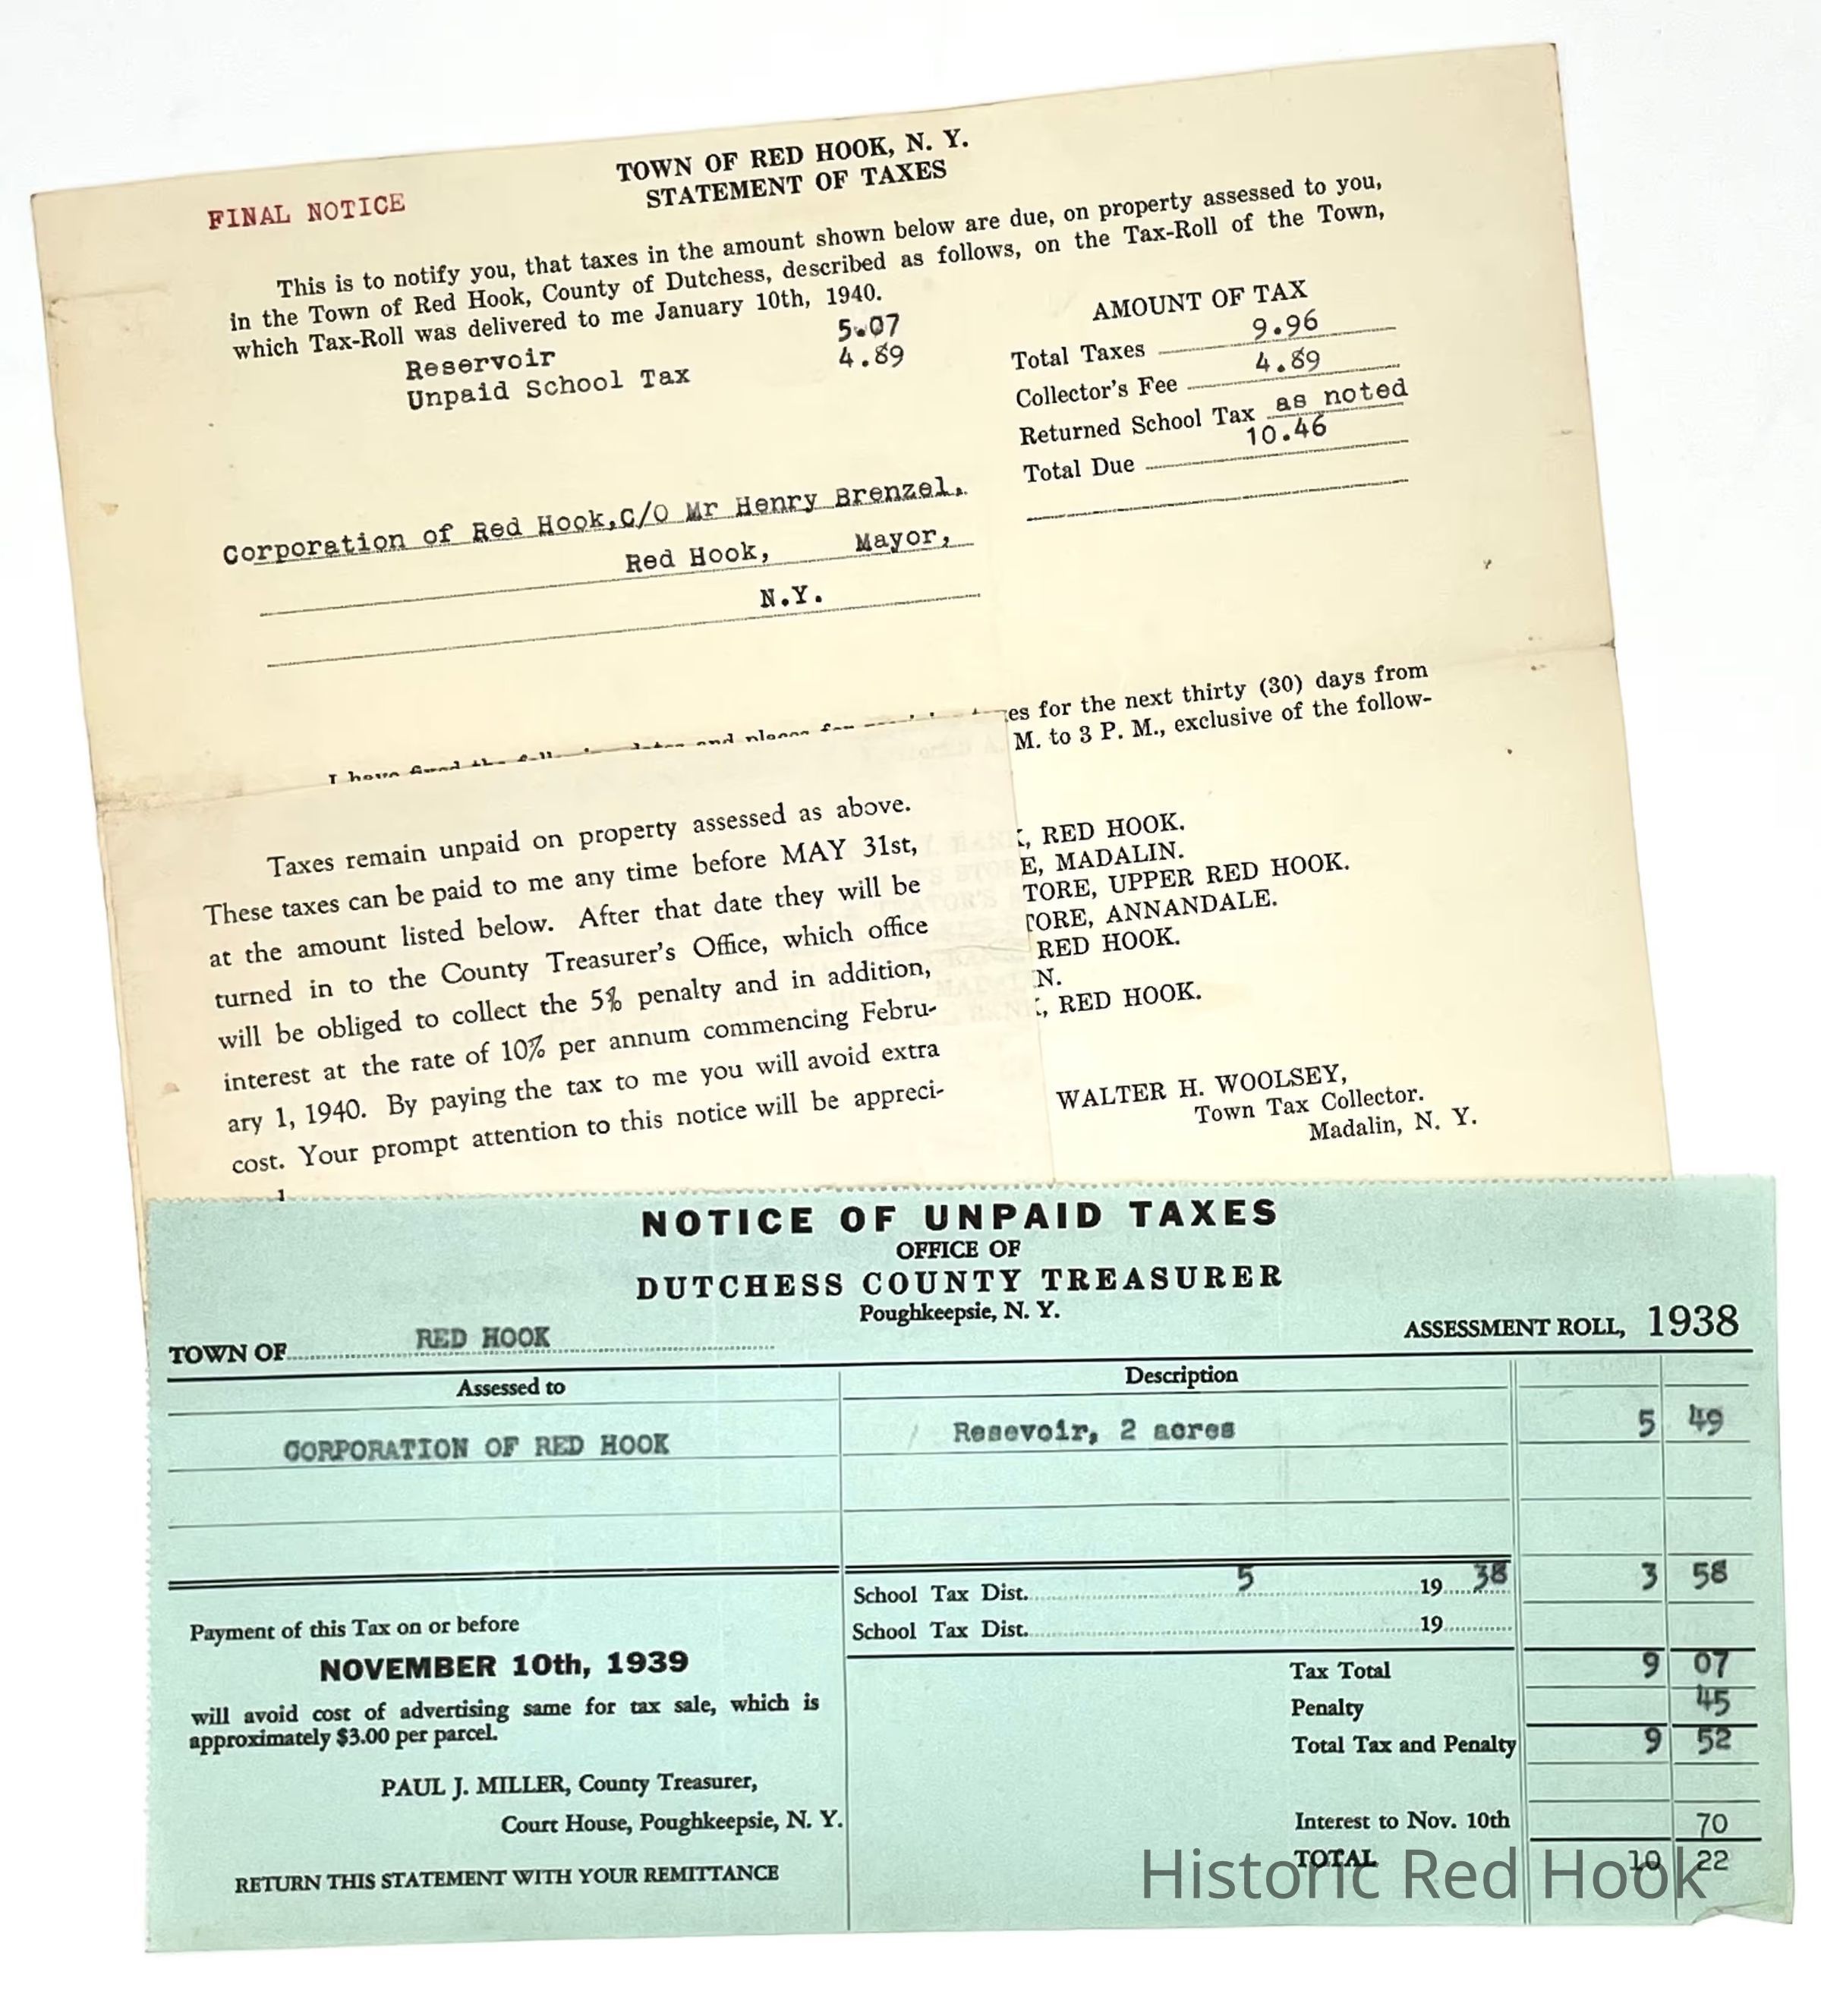 TOWN OF RED HOOK, N. Y.
STATEMENT OF TAXES
FINAL NOTICE
This is to notify you, that taxes in the amount shown below are due, on property assessed to you,
in the Town of Red Hook, County of Dutchess, described as follows, on the Tax-Roll of the Town,
which Tax-Roll was delivered to me January 10th, 1940.
Reservoir 5.07
Unpaid School Tax 4.89
AMOUNT OF TAX
Total Taxes 9.96
Collector's Fee 4.89
Returned School Tax as noted
Total Due 10.46
Corporation of Red Hook,C/O Mr Henry Brenzel,
Red Hook, Mayor,
N.Y.
I have fixed the following dates and places for receiving taxes for the next thirty (30) days from
M. to 3 P. M., exclusive of the follow-
, RED HOOK.
E, MADALIN.
TORE, UPPER RED HOOK.
TORE, ANNANDALE.
RED HOOK.
N.
, RED HOOK.
WALTER H. WOOLSEY,
Town Tax Collector.
Madalin, N. Y.
Taxes remain unpaid on property assessed as above.
These taxes can be paid to me any time before MAY 31st,
at the amount listed below. After that date they will be
turned in to the County Treasurer's Office, which office
will be obliged to collect the 5% penalty and in addition,
interest at the rate of 10% per annum commencing Febru-
ary 1, 1940. By paying the tax to me you will avoid extra
cost. Your prompt attention to this notice will be appreci-
NOTICE OF UNPAID TAXES
OFFICE OF
DUTCHESS COUNTY TREASURER
Poughkeepsie, N. Y.
TOWN OF RED HOOK
ASSESSMENT ROLL, 1938
Assessed to Description
CORPORATION OF RED HOOK Resevoir, 2 acres 5 49
School Tax Dist. 5 19 38 3 58
School Tax Dist. 19
Tax Total 9 07
Penalty 45
Total Tax and Penalty 9 52
Interest to Nov. 10th 70
TOTAL 10 22
Payment of this Tax on or before
NOVEMBER 10th, 1939
will avoid cost of advertising same for tax sale, which is
approximately $3.00 per parcel.
PAUL J. MILLER, County Treasurer,
Court House, Poughkeepsie, N. Y.
RETURN THIS STATEMENT WITH YOUR REMITTANCE
Historic Red Hook